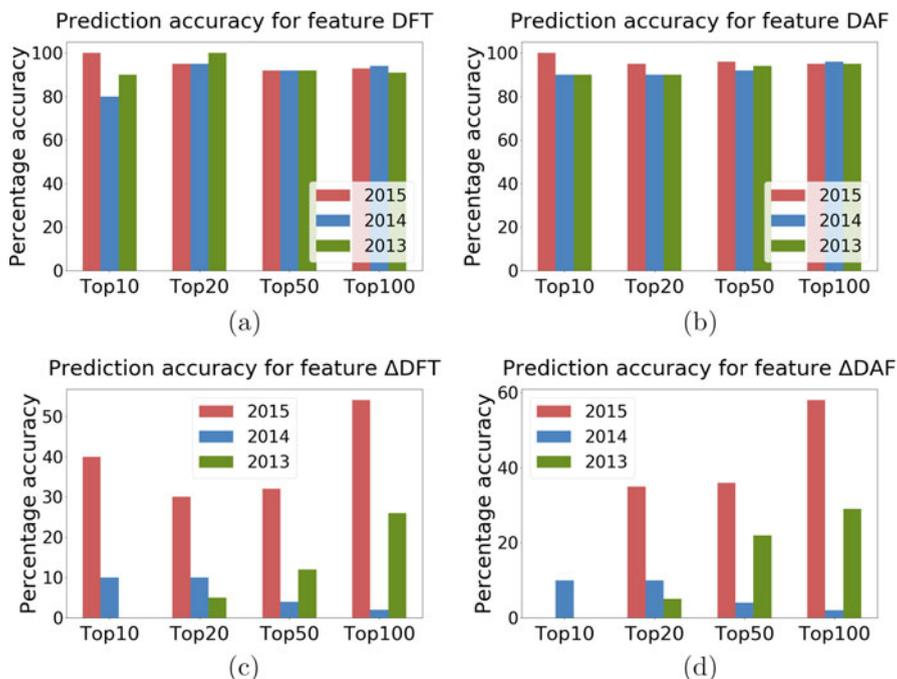 Prediction accuracy for feature DFT
Percentage accuracy
100
80
60
40
20
0
2015
2014
2013
Top10 Top20 Top50 Top100
(a)
Prediction accuracy for feature DAF
Percentage accuracy
100
80
60
40
20
0
2015
2014
2013
Top10 Top20 Top50 Top100
(b)
Prediction accuracy for feature ΔDFT
Percentage accuracy
50
40
30
20
10
0
2015
2014
2013
Top10 Top20 Top50 Top100
(c)
Prediction accuracy for feature ΔDAF
Percentage accuracy
60
40
20
0
2015
2014
2013
Top10 Top20 Top50 Top100
(d)